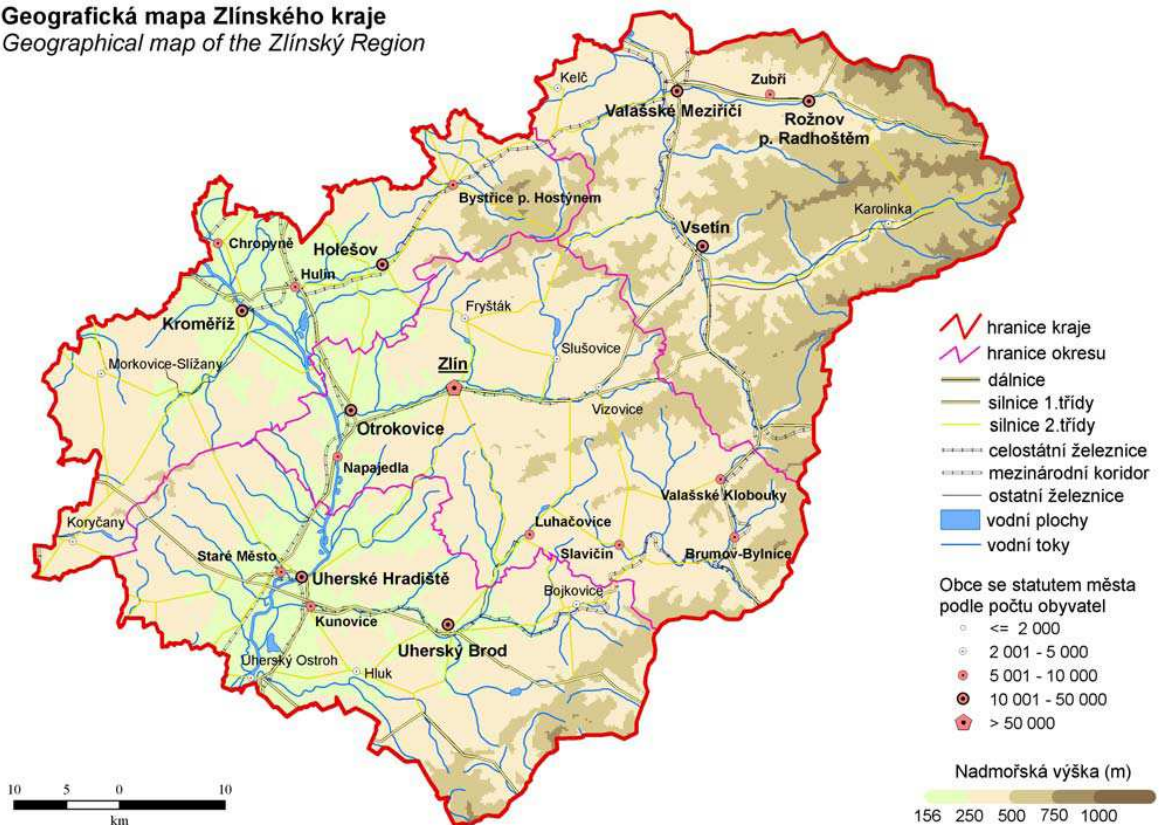 Geografická mapa Zlínského kraje
Geographical map of the Zlínský Region
Kelč
Zubří
Valašské Meziříčí
Rožnov
p. Radhoštěm
Bystřice p. Hostýnem
Karolinka
Vsetín
Chropyně
Holešov
Hulín
Kroměříž
Fryšták
Slušovice
Morkovice-Slížany
Zlín
Vizovice
Otrokovice
Napajedla
Valašské Klobouky
Koryčany
Luhačovice
Staré Město
Slavičín
Brumov-Bylnice
Uherské Hradiště
Bojkovice
Kunovice
Uherský Brod
Uherský Ostroh
Hluk
hranice kraje
hranice okresu
dálnice
silnice 1.třídy
silnice 2.třídy
celostátní železnice
mezinárodní koridor
ostatní železnice
vodní plochy
vodní toky
Obce se statutem města
podle počtu obyvatel
<= 2 000
2 001 - 5 000
5 001 - 10 000
10 001 - 50 000
> 50 000
Nadmořská výška (m)
156 250 500 750 1000
10 5 0 10
km